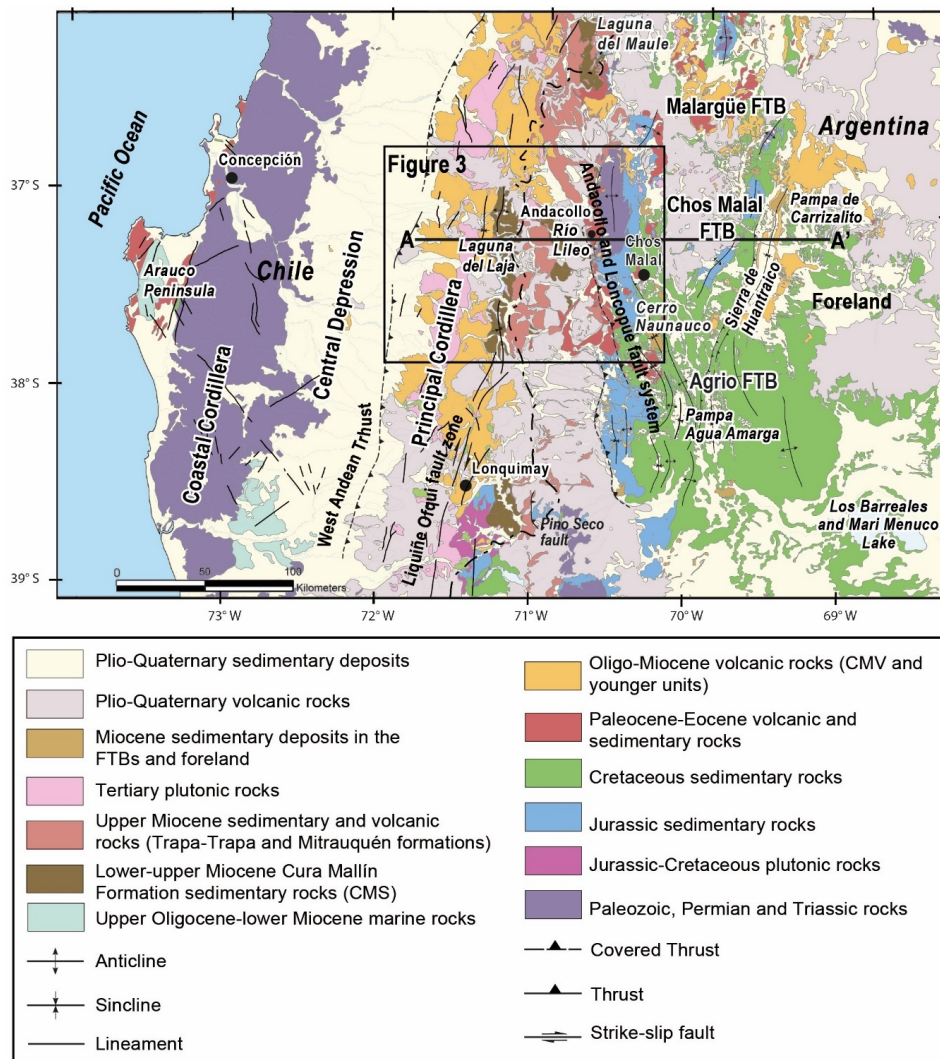 Laguna
del Maule
Malargüe FTB
Argentina
Pacific Ocean
Concepción
37°S
Figure 3
Andacollo
Río
Lileo
Andacollo and Loncopue fault system
Chos Malal
FTB
Pampa de
Carrizalito
A
A'
Laguna
del Laja
Chos
Malal
Arauco
Peninsula
Chile
Central Depression
Principal Cordillera
Cerro
Naunauco
Sierra de
Huantraico
Foreland
38°S
Coastal Cordillera
West Andean Trhust
Liquiñe Ofqui fault zone
Agrio FTB
Pampa
Agua Amarga
Lonquimay
Pino Seco
fault
Los Barreales
and Mari Menuco
Lake
39°S
0 50 100
Kilometers
73°W 72°W 71°W 70°W 69°W
Plio-Quaternary sedimentary deposits
Plio-Quaternary volcanic rocks
Miocene sedimentary deposits in the
FTBs and foreland
Tertiary plutonic rocks
Upper Miocene sedimentary and volcanic
rocks (Trapa-Trapa and Mitrauquén formations)
Lower-upper Miocene Cura Mallín
Formation sedimentary rocks (CMS)
Upper Oligocene-lower Miocene marine rocks
Anticline
Sincline
Lineament
Oligo-Miocene volcanic rocks (CMV and
younger units)
Paleocene-Eocene volcanic and
sedimentary rocks
Cretaceous sedimentary rocks
Jurassic sedimentary rocks
Jurassic-Cretaceous plutonic rocks
Paleozoic, Permian and Triassic rocks
Covered Thrust
Thrust
Strike-slip fault